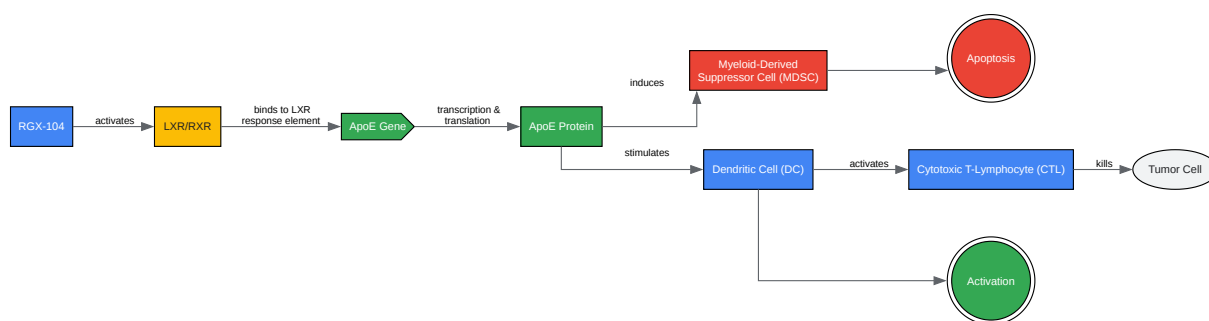 RGX-104
activates
LXR/RXR
binds to LXR
response element
ApoE Gene
transcription &
translation
ApoE Protein
induces
Myeloid-Derived
Suppressor Cell (MDSC)
Apoptosis
stimulates
Dendritic Cell (DC)
activates
Cytotoxic T-Lymphocyte (CTL)
kills
Tumor Cell
Activation